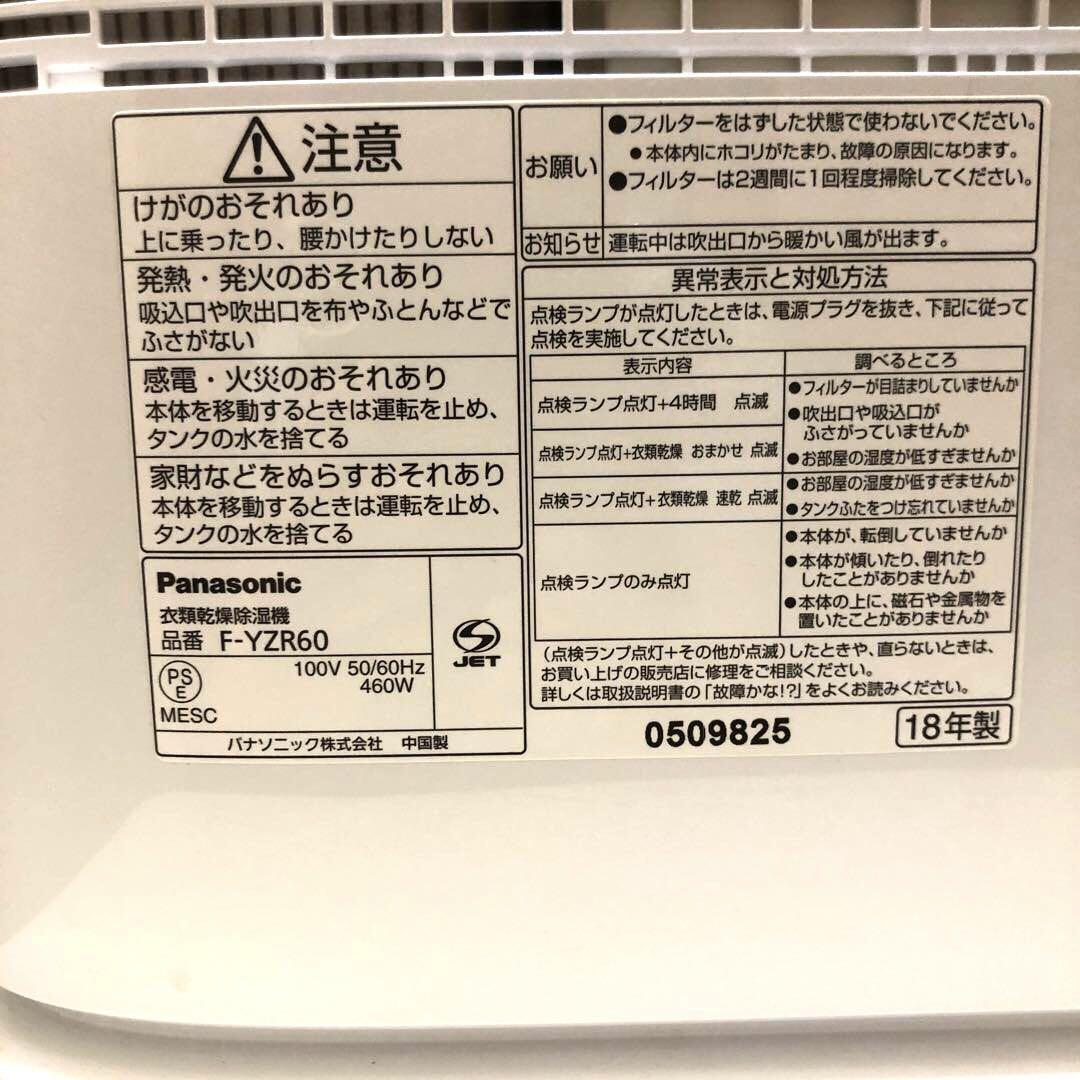 注意
けがのおそれあり
上に乗ったり、腰かけたりしない
発熱・発火のおそれあり
吸込口や吹出口を布やふとんなどで
ふさがない
感電・火災のおそれあり
本体を移動するときは運転を止め、
タンクの水を捨てる
家財などをぬらすおそれあり
本体を移動するときは運転を止め、
タンクの水を捨てる
Panasonic
衣類乾燥除湿機
品番 F-YZR60
PS
E
MESC
100V 50/60Hz
460W
S
JET
パナソニック株式会社 中国製
お願い
●フィルターをはずした状態で使わないでください。
●本体内にホコリがたまり、故障の原因になります。
●フィルターは2週間に1回程度掃除してください。
お知らせ
運転中は吹出口から暖かい風が出ます。
異常表示と対処方法
点検ランプが点灯したときは、電源プラグを抜き、下記に従って
点検を実施してください。
表示内容
調べるところ
点検ランプ点灯+4時間 点滅
点検ランプ点灯+衣類乾燥 おまかせ 点滅
●フィルターが目詰まりしていませんか
●吹出口や吸込口が
ふさがっていませんか
●お部屋の湿度が低すぎませんか
点検ランプ点灯+衣類乾燥 速乾 点滅
●お部屋の湿度が低すぎませんか
●タンクふたをつけ忘れていませんか
点検ランプのみ点灯
●本体が、転倒していませんか
●本体が傾いたり、倒れたり
したことがありませんか
●本体の上に、磁石や金属物を
置いたことがありませんか
(点検ランプ点灯+その他が点滅)したときや、直らないときは、
お買い上げの販売店に修理をご相談ください。
詳しくは取扱説明書の「故障かな!?」をよくお読みください。
0509825
18年製